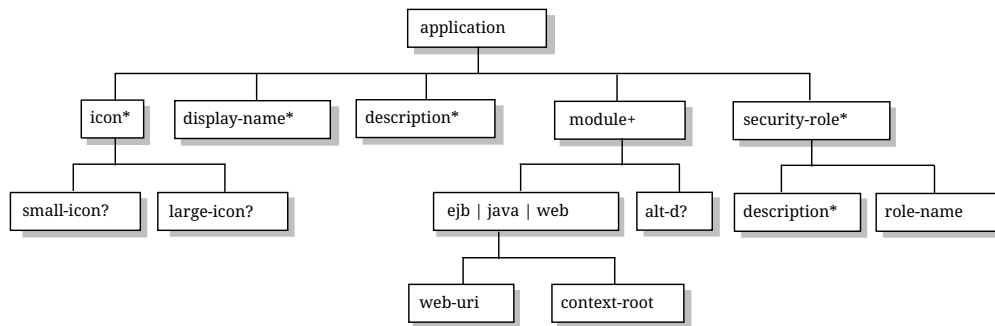 application
icon*
display-name*
description*
module+
security-role*
small-icon?
large-icon?
ejb | java | web
alt-d?
description*
role-name
web-uri
context-root